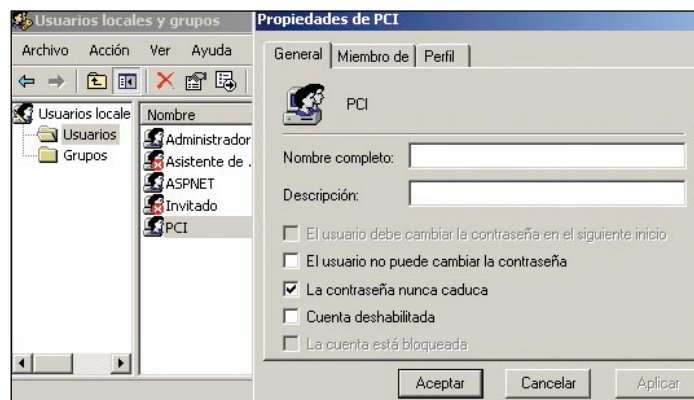 Usuarios locales y grupos
Archivo Acción Ver Ayuda
Usuarios locale
Usuarios
Grupos
Nombre
Administrador
Asistente de .
ASPNET
Invitado
PCI
Propiedades de PCI
General Miembro de Perfil
PCI
Nombre completo:
Descripción:
El usuario debe cambiar la contraseña en el siguiente inicio
El usuario no puede cambiar la contraseña
La contraseña nunca caduca
Cuenta deshabilitada
La cuenta está bloqueada
Aceptar Cancelar Aplicar